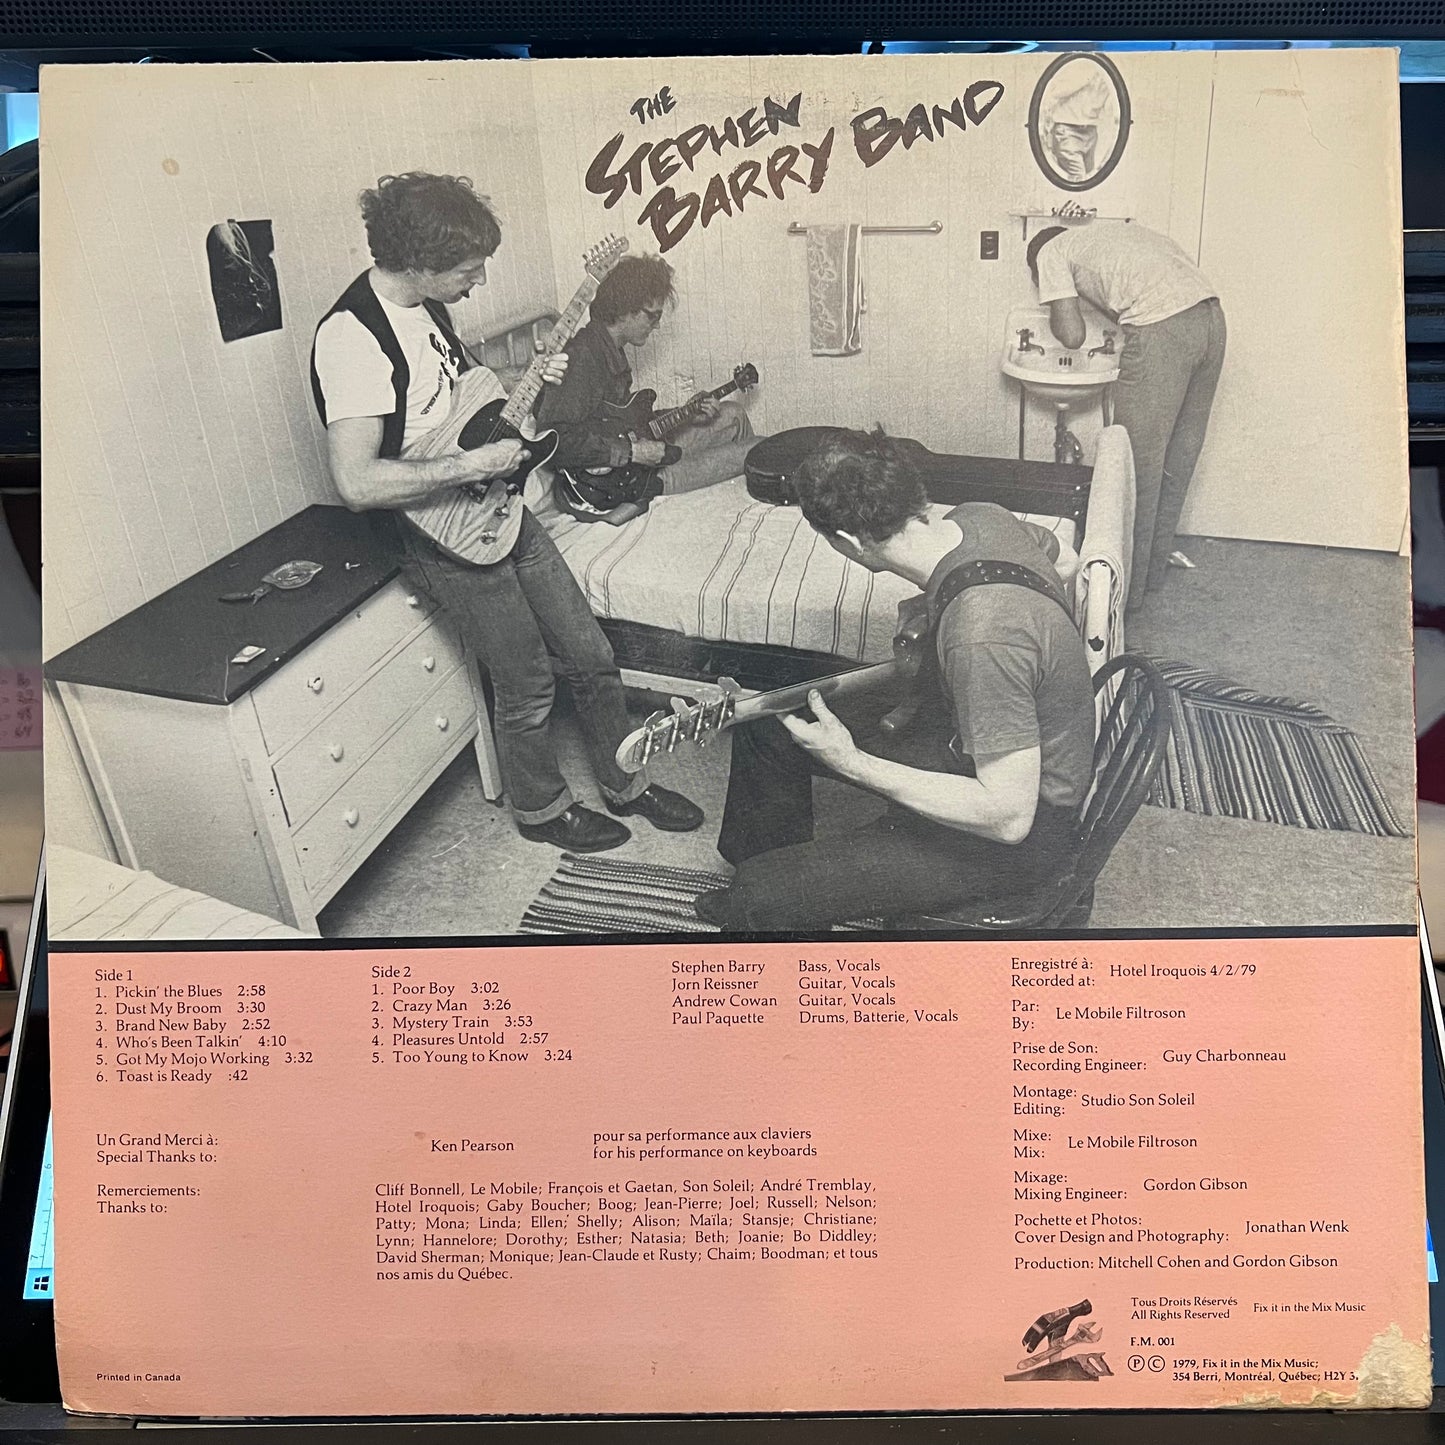 THE
STEPHEN
BARRY BAND
Side 1
1. Pickin' the Blues 2:58
2. Dust My Broom 3:30
3. Brand New Baby 2:52
4. Who's Been Talkin' 4:10
5. Got My Mojo Working 3:32
6. Toast is Ready :42
Side 2
1. Poor Boy 3:02
2. Crazy Man 3:26
3. Mystery Train 3:53
4. Pleasures Untold 2:57
5. Too Young to Know 3:24
Stephen Barry Bass, Vocals
Jorn Reissner Guitar, Vocals
Andrew Cowan Guitar, Vocals
Paul Paquette Drums, Batterie, Vocals
Enregistré à:
Recorded at: Hotel Iroquois 4/2/79
Par:
By: Le Mobile Filtroson
Prise de Son:
Recording Engineer: Guy Charbonneau
Montage:
Editing: Studio Son Soleil
Mixe:
Mix: Le Mobile Filtroson
Mixage:
Mixing Engineer: Gordon Gibson
Pochette et Photos:
Cover Design and Photography: Jonathan Wenk
Production: Mitchell Cohen and Gordon Gibson
Un Grand Merci à:
Special Thanks to:
Ken Pearson
pour sa performance aux claviers
for his performance on keyboards
Remerciements:
Thanks to:
Cliff Bonnell, Le Mobile; François et Gaetan, Son Soleil; André Tremblay,
Hotel Iroquois; Gaby Boucher; Boog; Jean-Pierre; Joel; Russell; Nelson;
Patty; Mona; Linda; Ellen; Shelly; Alison; Maïla; Stansje; Christiane;
Lynn; Hannelore; Dorothy; Esther; Natasia; Beth; Joanie; Bo Diddley;
David Sherman; Monique; Jean-Claude et Rusty; Chaim; Boodman; et tous
nos amis du Québec.
Tous Droits Réservés
All Rights Reserved
Fix it in the Mix Music
F.M. 001
Ⓟ Ⓒ 1979, Fix it in the Mix Music;
354 Berri, Montréal, Québec; H2Y 3
Printed in Canada